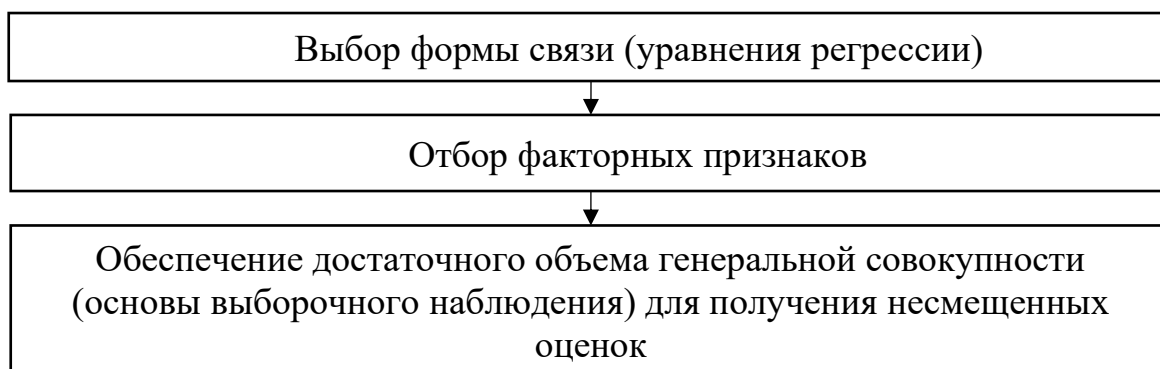 Выбор формы связи (уравнения регрессии)
Отбор факторных признаков
Обеспечение достаточного объема генеральной совокупности
(основы выборочного наблюдения) для получения несмещенных
оценок